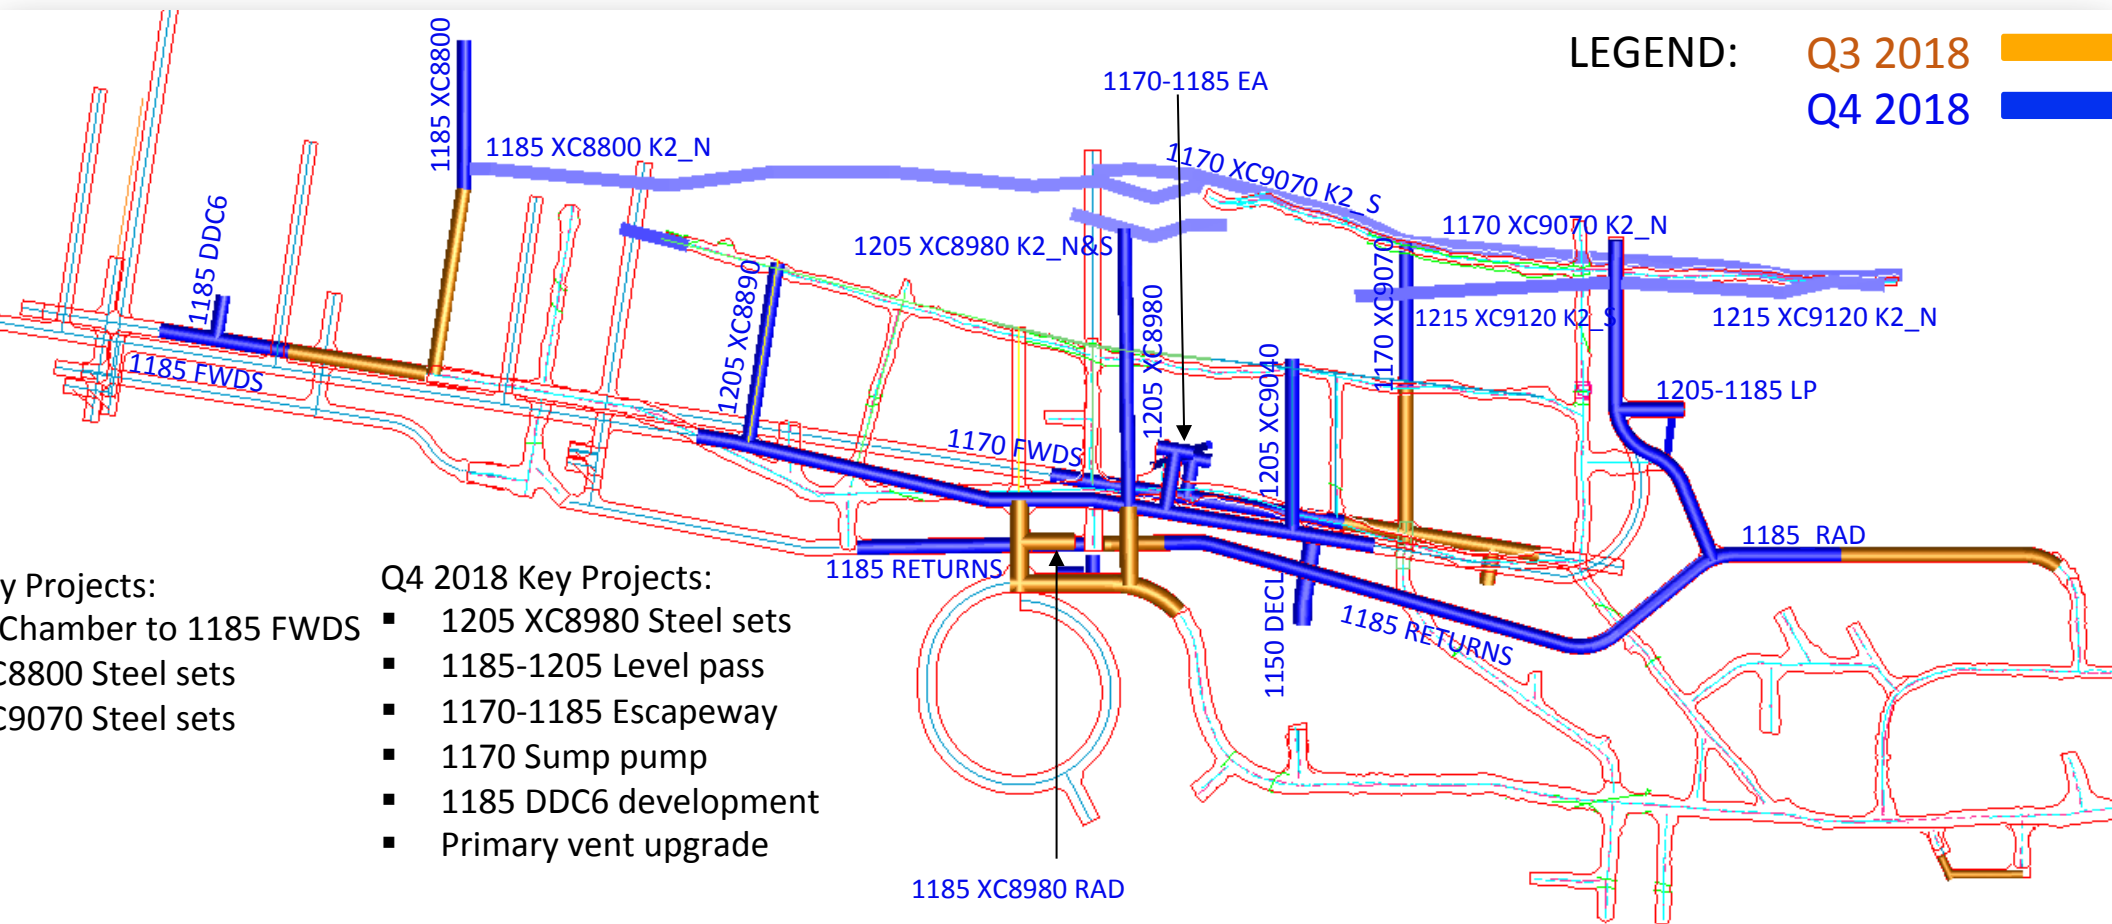 LEGEND:
Q3 2018
Q4 2018
1185 XC8800
1170-1185 EA
1185 XC8800 K2_N
1170 XC9070 K2_S
1185 DDC6
1205 XC8980 K2_N&S
1170 XC9070 K2_N
1205 XC8890
1205 XC8980
1170 XC9070
1215 XC9120 K2_S
1215 XC9120 K2_N
1185 FWDS
1205 XC9040
1205-1185 LP
1170 FWDS
1185 RAD
1185 RETURNS
1150 DECL
1185 RETURNS
y Projects:
Chamber to 1185 FWDS
C8800 Steel sets
C9070 Steel sets
Q4 2018 Key Projects:
▪ 1205 XC8980 Steel sets
▪ 1185-1205 Level pass
▪ 1170-1185 Escapeway
▪ 1170 Sump pump
▪ 1185 DDC6 development
▪ Primary vent upgrade
1185 XC8980 RAD